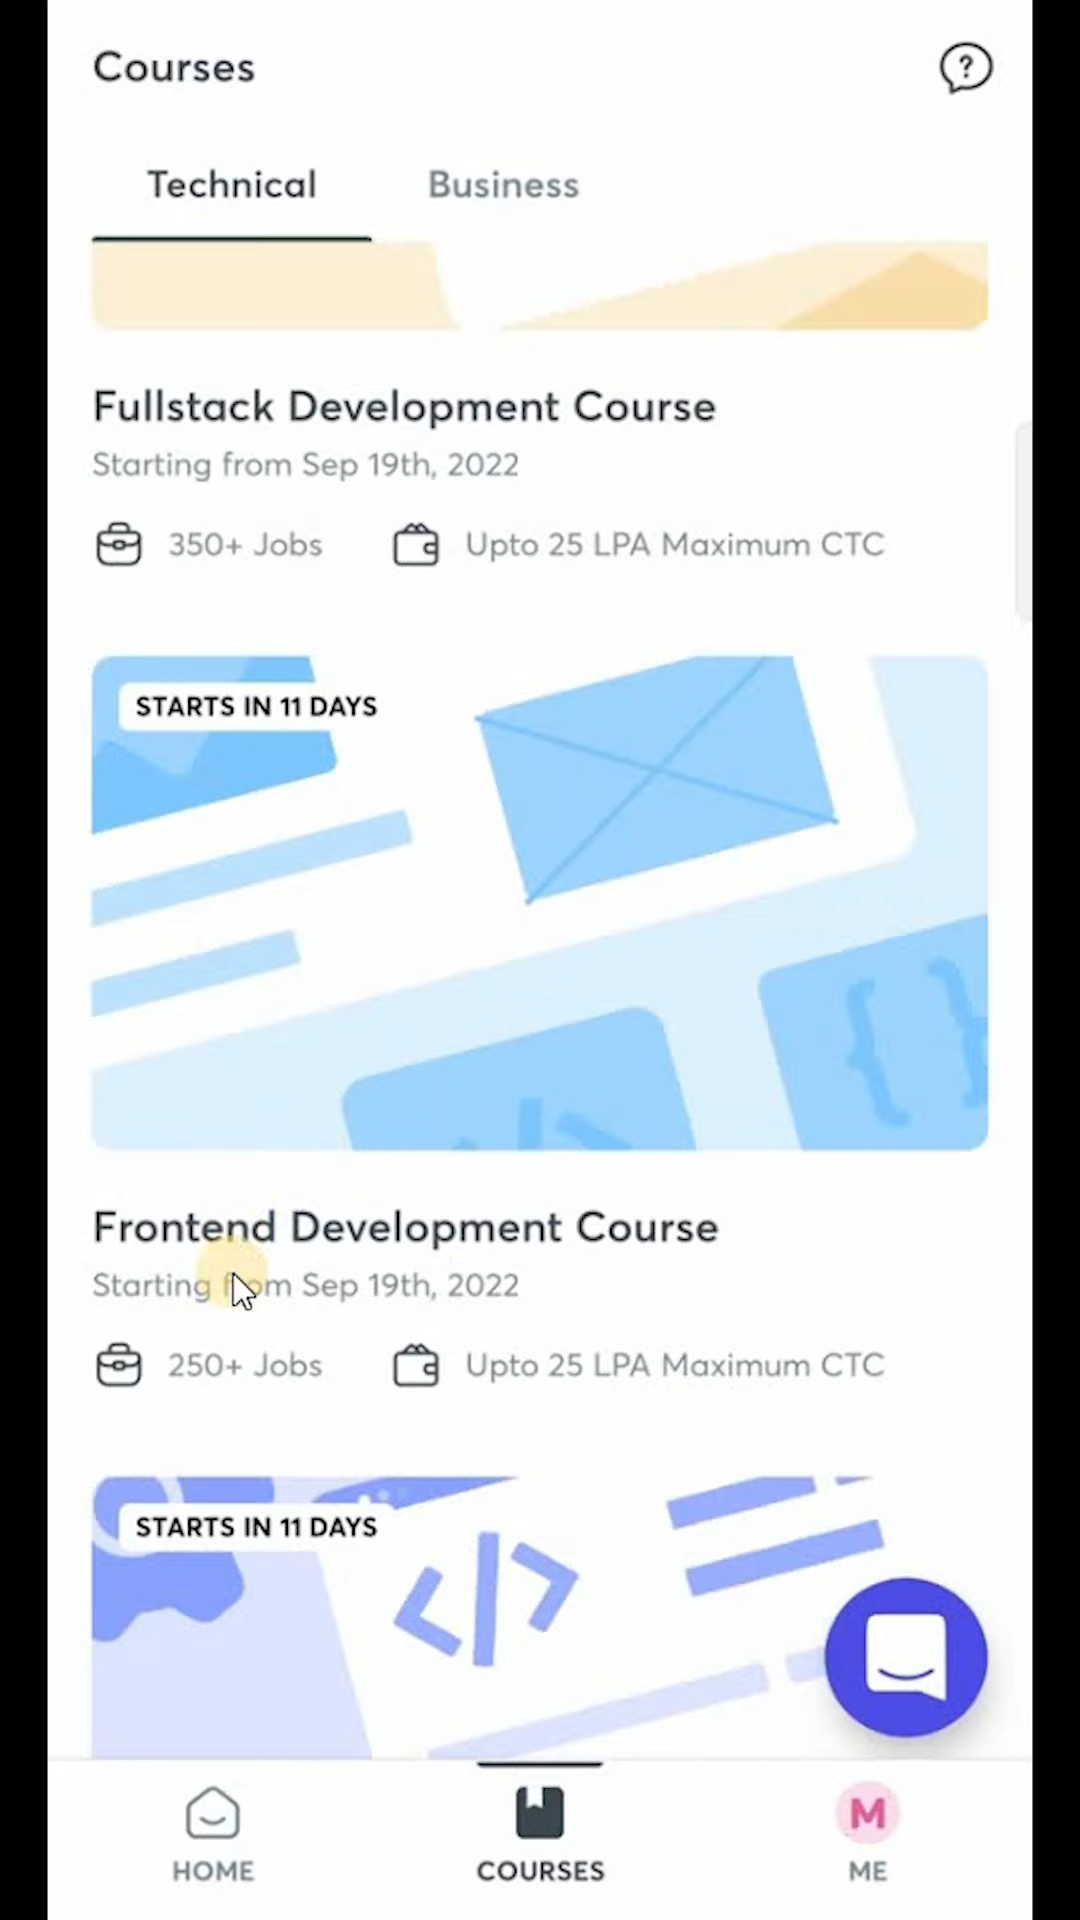 Courses
Technical Business
Fullstack Development Course
Starting from Sep 19th, 2022
350+ Jobs Upto 25 LPA Maximum CTC
STARTS IN 11 DAYS
Frontend Development Course
Starting from Sep 19th, 2022
250+ Jobs Upto 25 LPA Maximum CTC
STARTS IN 11 DAYS
HOME COURSES M ME